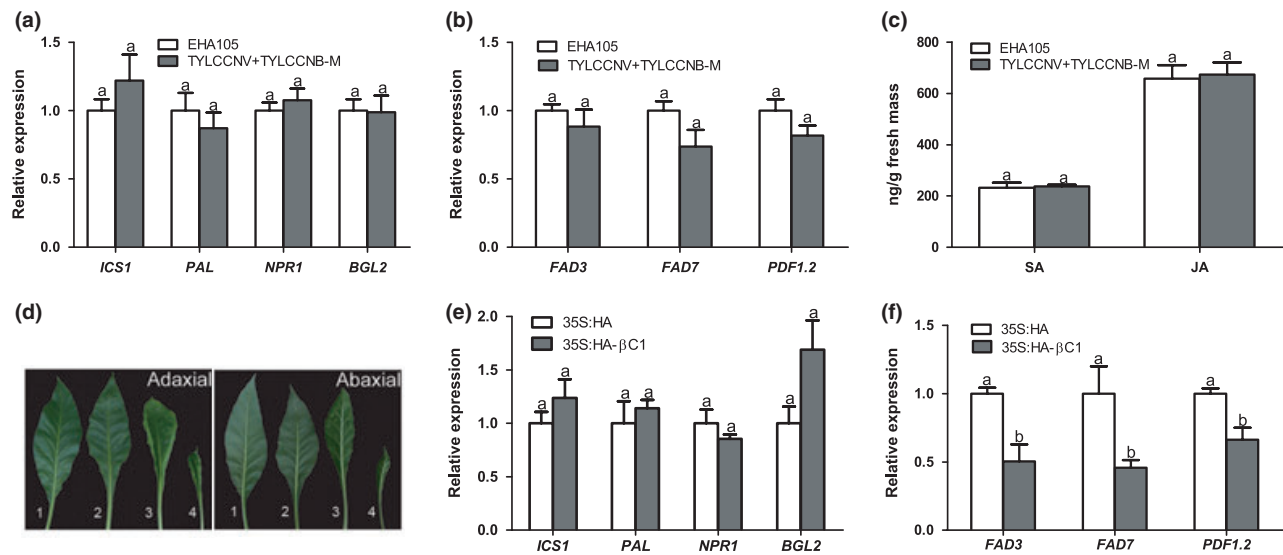 (a)
EHA105
TYLCCNV+TYLCCNB-M
Relative expression
1.5
1.0
0.5
0.0
a a a a a a a a
ICS1 PAL NPR1 BGL2
(b)
EHA105
TYLCCNV+TYLCCNB-M
Relative expression
1.5
1.0
0.5
0.0
a a a a a a
FAD3 FAD7 PDF1.2
(c)
EHA105
TYLCCNV+TYLCCNB-M
ng/g fresh mass
800
600
400
200
0
a a a a
SA JA
(d)
Adaxial
1 2 3 4
Abaxial
1 2 3 4
(e)
35S:HA
35S:HA-βC1
Relative expression
2.0
1.5
1.0
0.5
0.0
a a a a a a a a
ICS1 PAL NPR1 BGL2
(f)
35S:HA
35S:HA-βC1
Relative expression
1.5
1.0
0.5
0.0
a b a b a b
FAD3 FAD7 PDF1.2